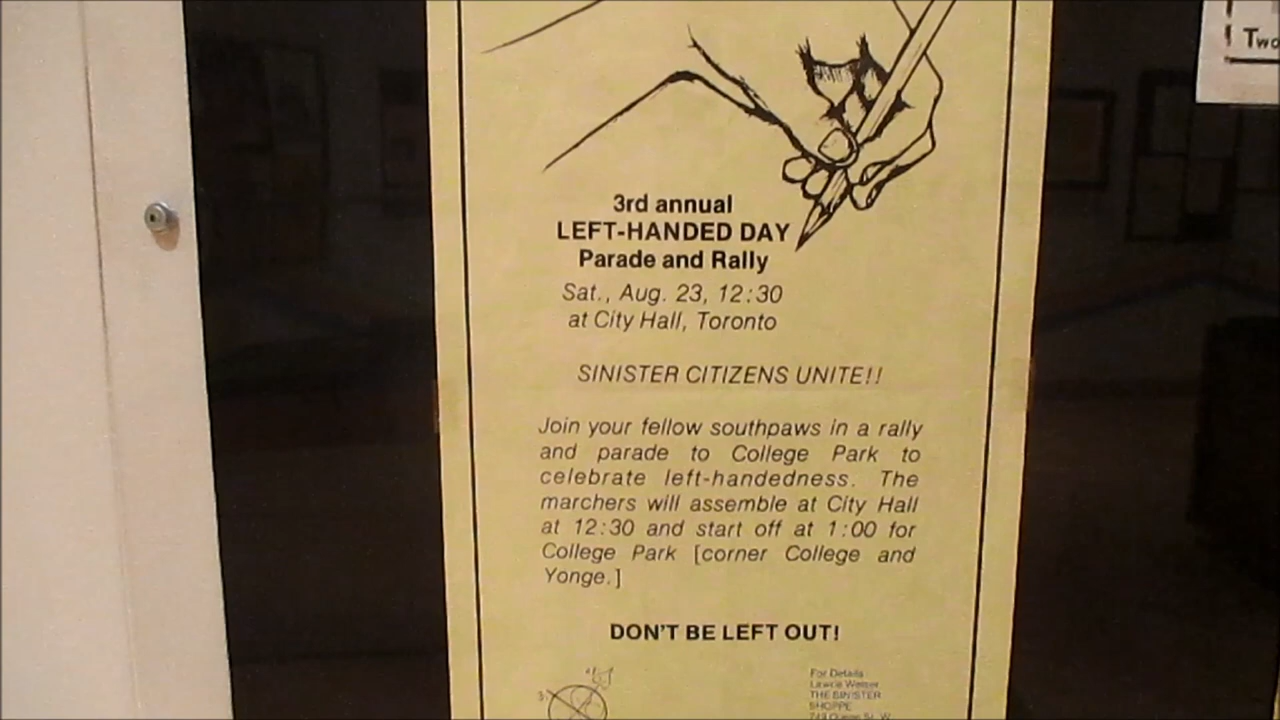 Two
3rd annual
LEFT-HANDED DAY
Parade and Rally
Sat., Aug. 23, 12:30
at City Hall, Toronto
SINISTER CITIZENS UNITE!!
Join your fellow southpaws in a rally
and parade to College Park to
celebrate left-handedness. The
marchers will assemble at City Hall
at 12:30 and start off at 1:00 for
College Park [corner College and
Yonge.]
DON'T BE LEFT OUT!
For Details
THE SINISTER
SHOPPE